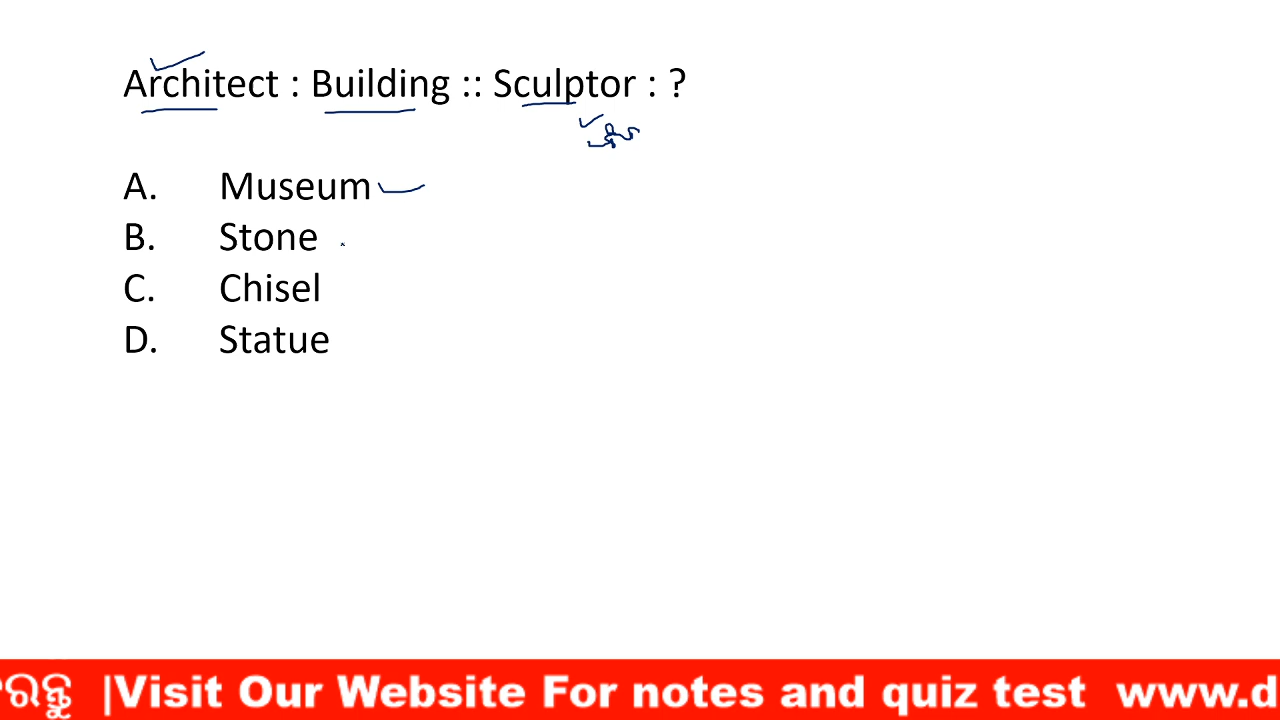 Architect : Building :: Sculptor : ?
A. Museum
B. Stone
C. Chisel
D. Statue
|Visit Our Website For notes and quiz test www.d